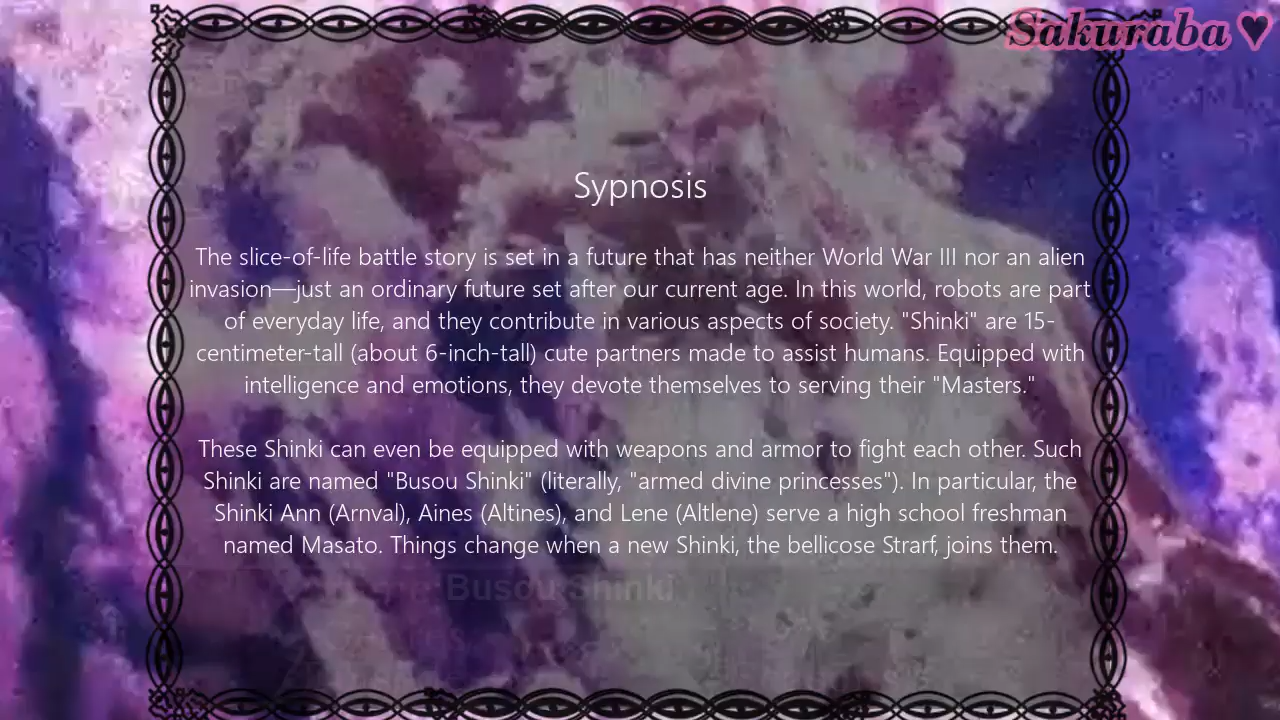 Sakuraba ♥
Sypnosis
The slice-of-life battle story is set in a future that has neither World War III nor an alien
invasion—just an ordinary future set after our current age. In this world, robots are part
of everyday life, and they contribute in various aspects of society. "Shinki" are 15-
centimeter-tall (about 6-inch-tall) cute partners made to assist humans. Equipped with
intelligence and emotions, they devote themselves to serving their "Masters."
These Shinki can even be equipped with weapons and armor to fight each other. Such
Shinki are named "Busou Shinki" (literally, "armed divine princesses"). In particular, the
Shinki Ann (Arnval), Aines (Altines), and Lene (Altlene) serve a high school freshman
named Masato. Things change when a new Shinki, the bellicose Strarf, joins them.
Busou Shinki